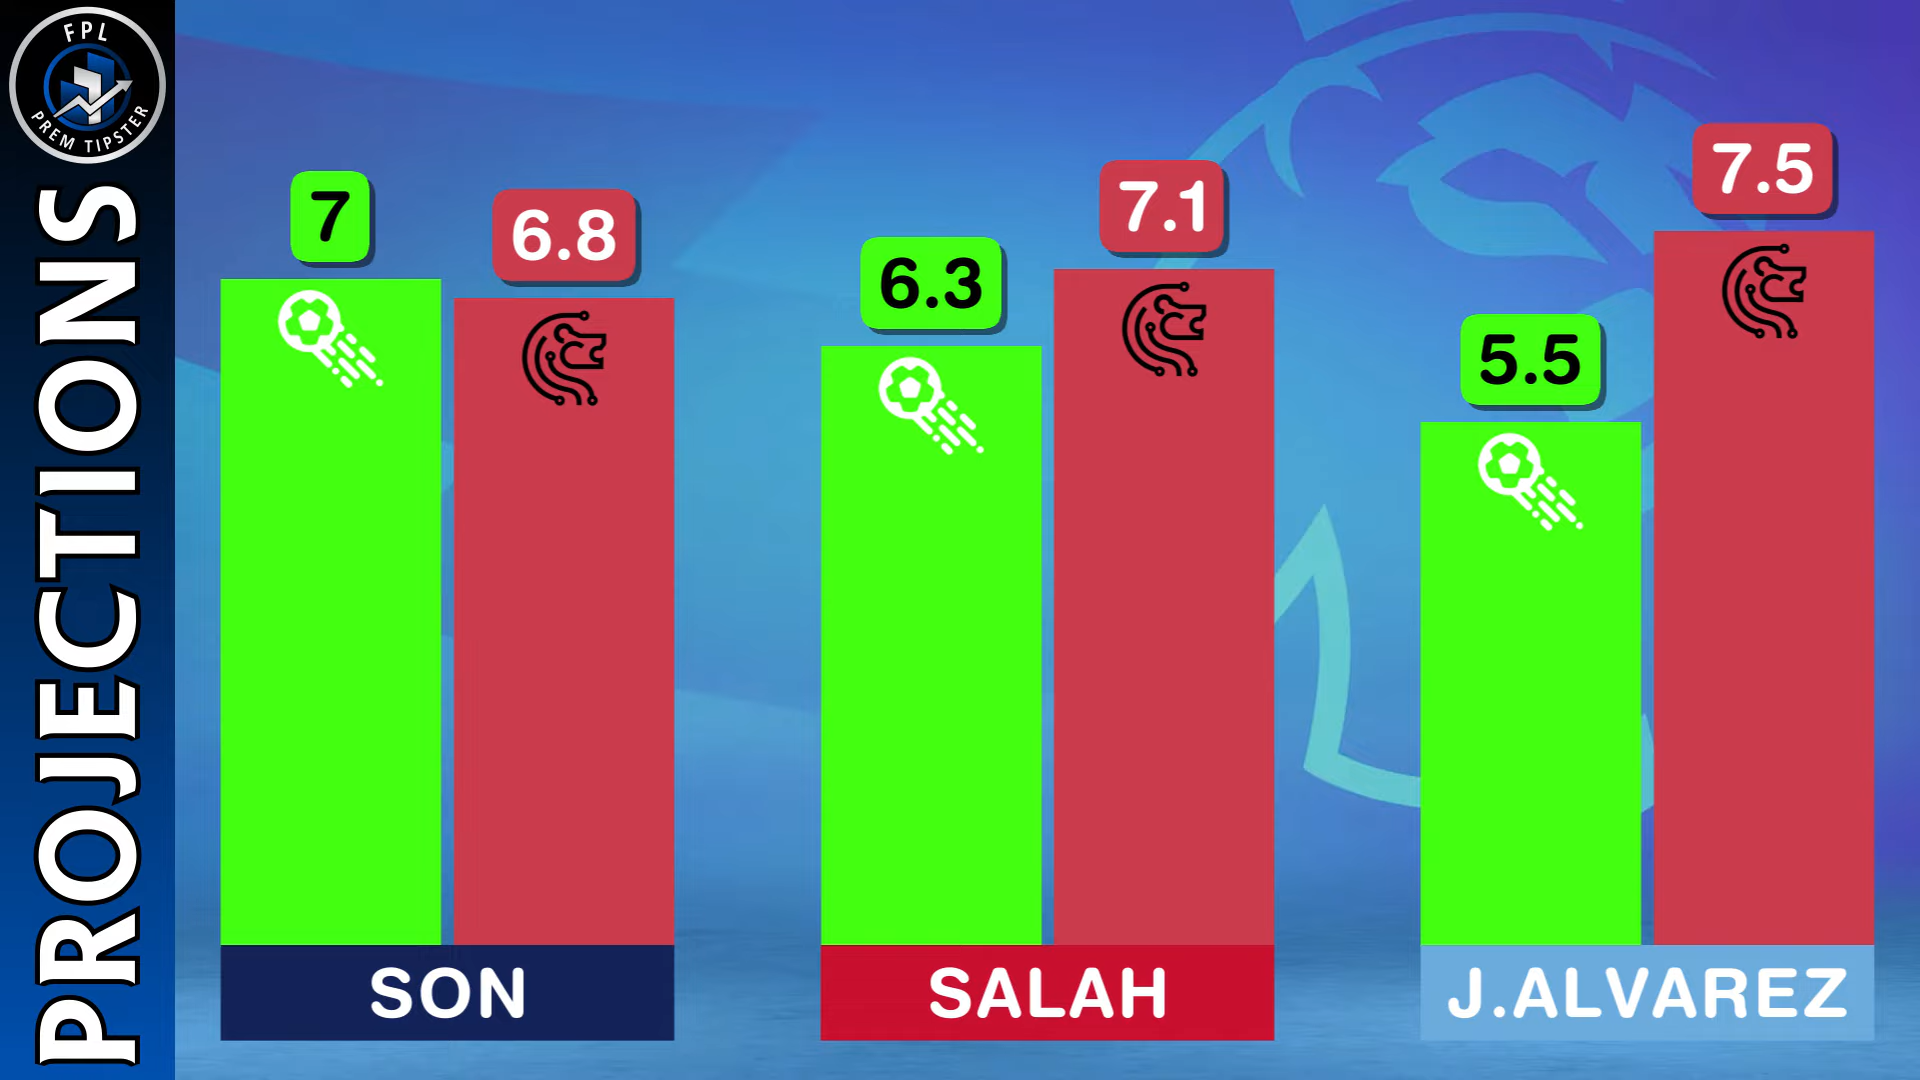 FPL
PREM TIPSTER
PROJECTIONS
7
6.8
6.3
7.1
5.5
7.5
SON
SALAH
J.ALVAREZ